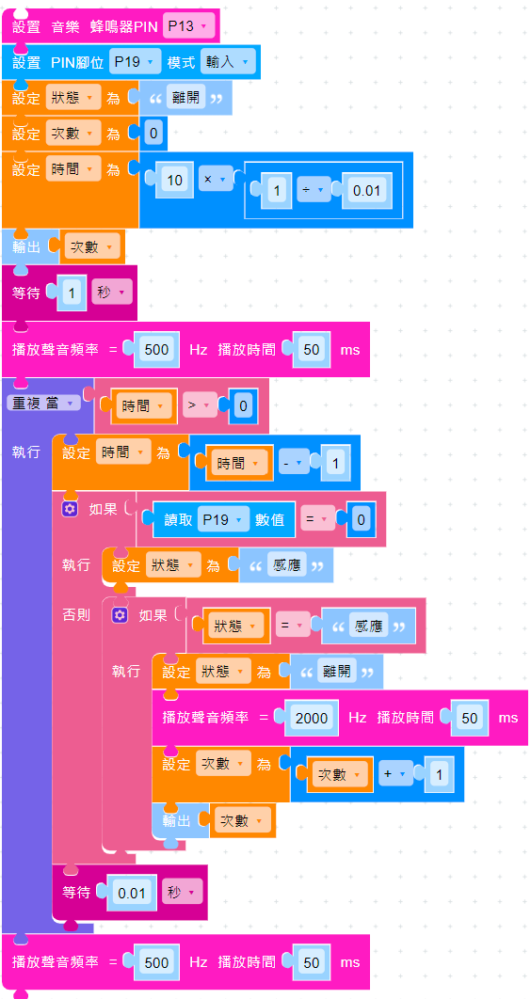 設置 音樂 蜂鳴器PIN P13
設置 PIN腳位 P19 模式 輸入
設定 狀態 為 “ 離開 ”
設定 次數 為 0
設定 時間 為 10 × 1 ÷ 0.01
輸出 次數
等待 1 秒
播放聲音頻率 = 500 Hz 播放時間 50 ms
重複 當 時間 > 0
執行 設定 時間 為 時間 - 1
如果 讀取 P19 數值 = 0
執行 設定 狀態 為 “ 感應 ”
否則 如果 狀態 = “ 感應 ”
執行 設定 狀態 為 “ 離開 ”
播放聲音頻率 = 2000 Hz 播放時間 50 ms
設定 次數 為 次數 + 1
輸出 次數
等待 0.01 秒
播放聲音頻率 = 500 Hz 播放時間 50 ms